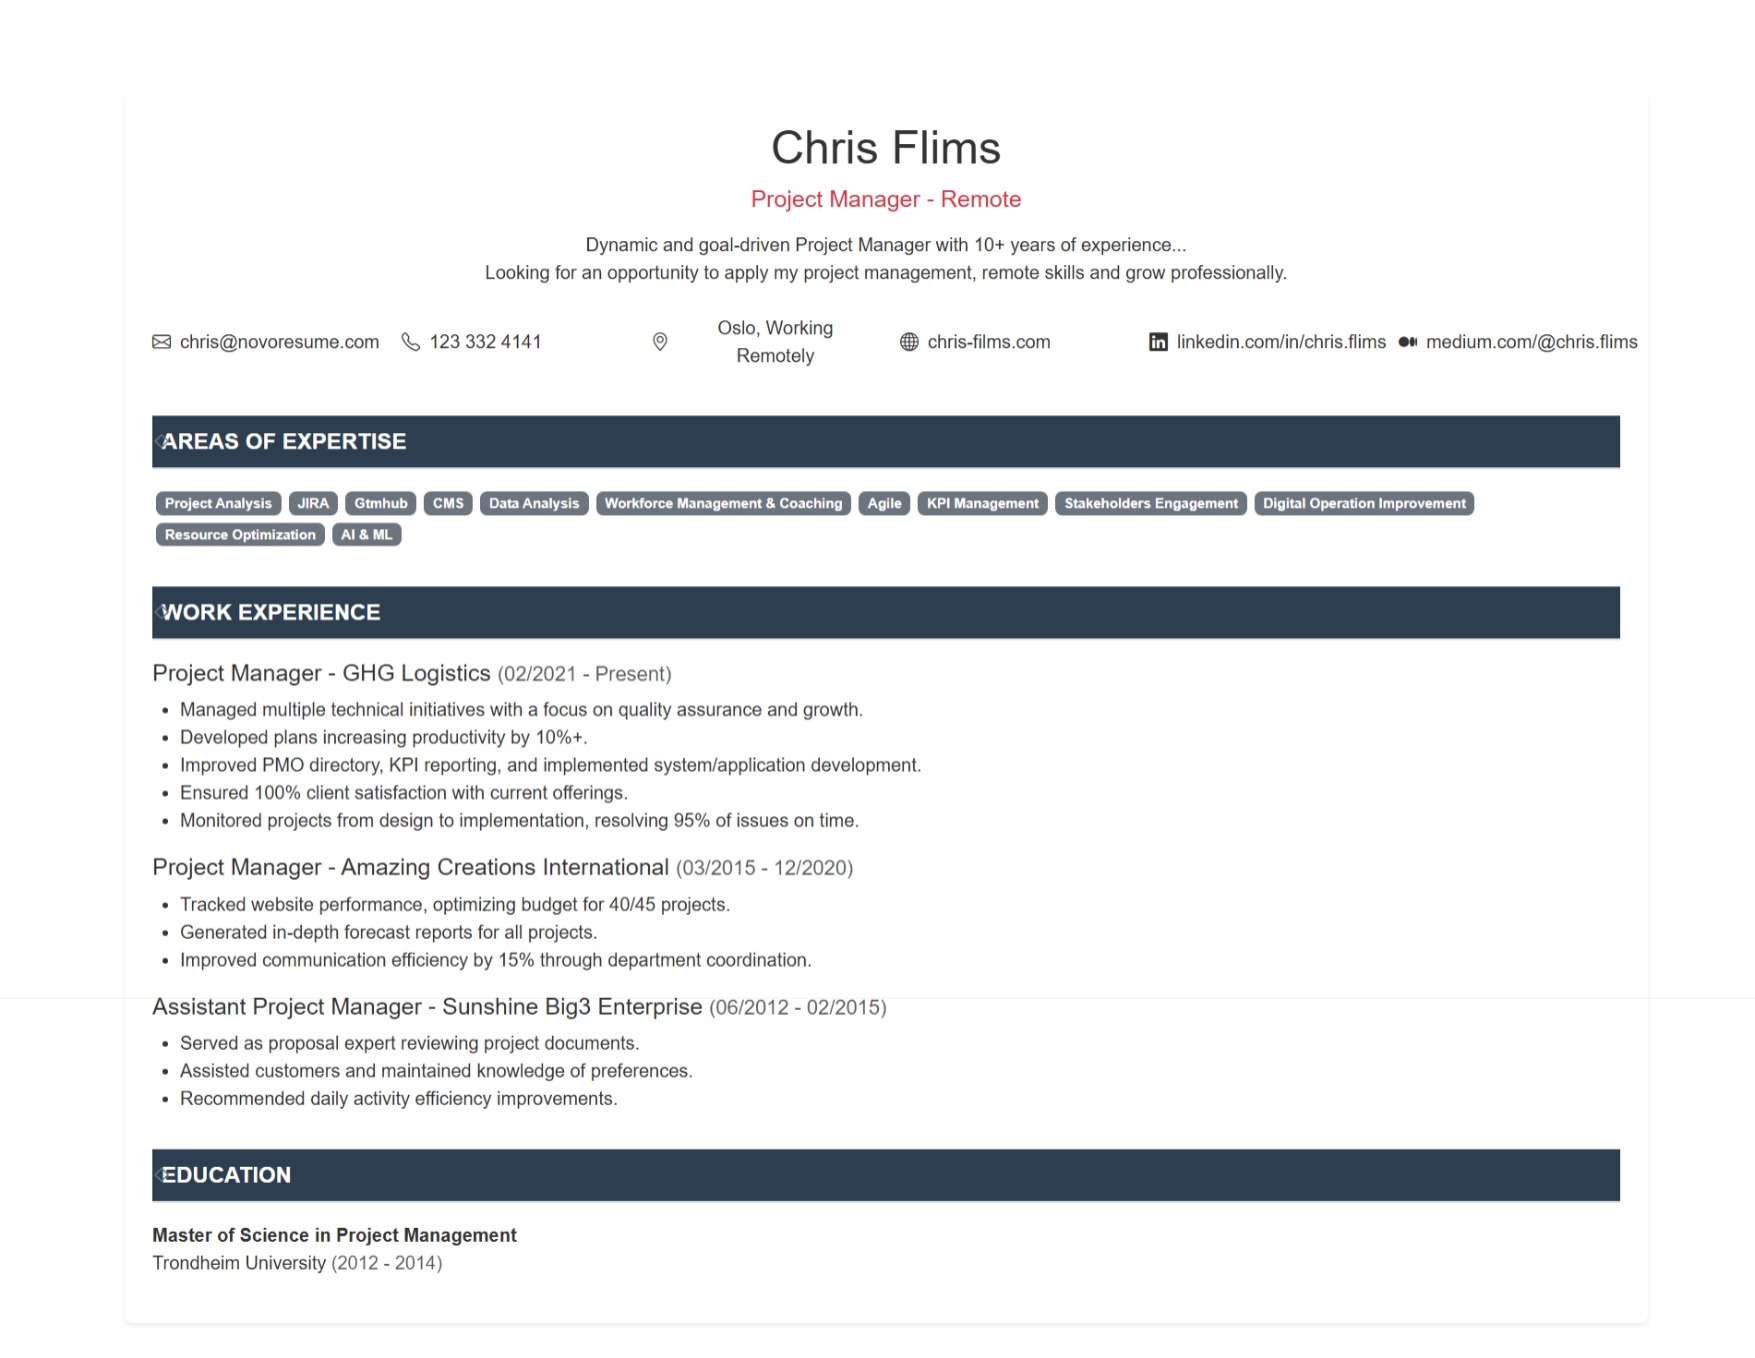 Chris Flims
Project Manager - Remote
Dynamic and goal-driven Project Manager with 10+ years of experience...
Looking for an opportunity to apply my project management, remote skills and grow professionally.
chris@novoresume.com
123 332 4141
Oslo, Working
Remotely
chris-films.com
linkedin.com/in/chris.flims
medium.com/@chris.flims
AREAS OF EXPERTISE
Project Analysis JIRA Gtmhub CMS Data Analysis Workforce Management & Coaching Agile KPI Management Stakeholders Engagement Digital Operation Improvement
Resource Optimization AI & ML
WORK EXPERIENCE
Project Manager - GHG Logistics (02/2021 - Present)
• Managed multiple technical initiatives with a focus on quality assurance and growth.
• Developed plans increasing productivity by 10%+.
• Improved PMO directory, KPI reporting, and implemented system/application development.
• Ensured 100% client satisfaction with current offerings.
• Monitored projects from design to implementation, resolving 95% of issues on time.
Project Manager - Amazing Creations International (03/2015 - 12/2020)
• Tracked website performance, optimizing budget for 40/45 projects.
• Generated in-depth forecast reports for all projects.
• Improved communication efficiency by 15% through department coordination.
Assistant Project Manager - Sunshine Big3 Enterprise (06/2012 - 02/2015)
• Served as proposal expert reviewing project documents.
• Assisted customers and maintained knowledge of preferences.
• Recommended daily activity efficiency improvements.
EDUCATION
Master of Science in Project Management
Trondheim University (2012 - 2014)